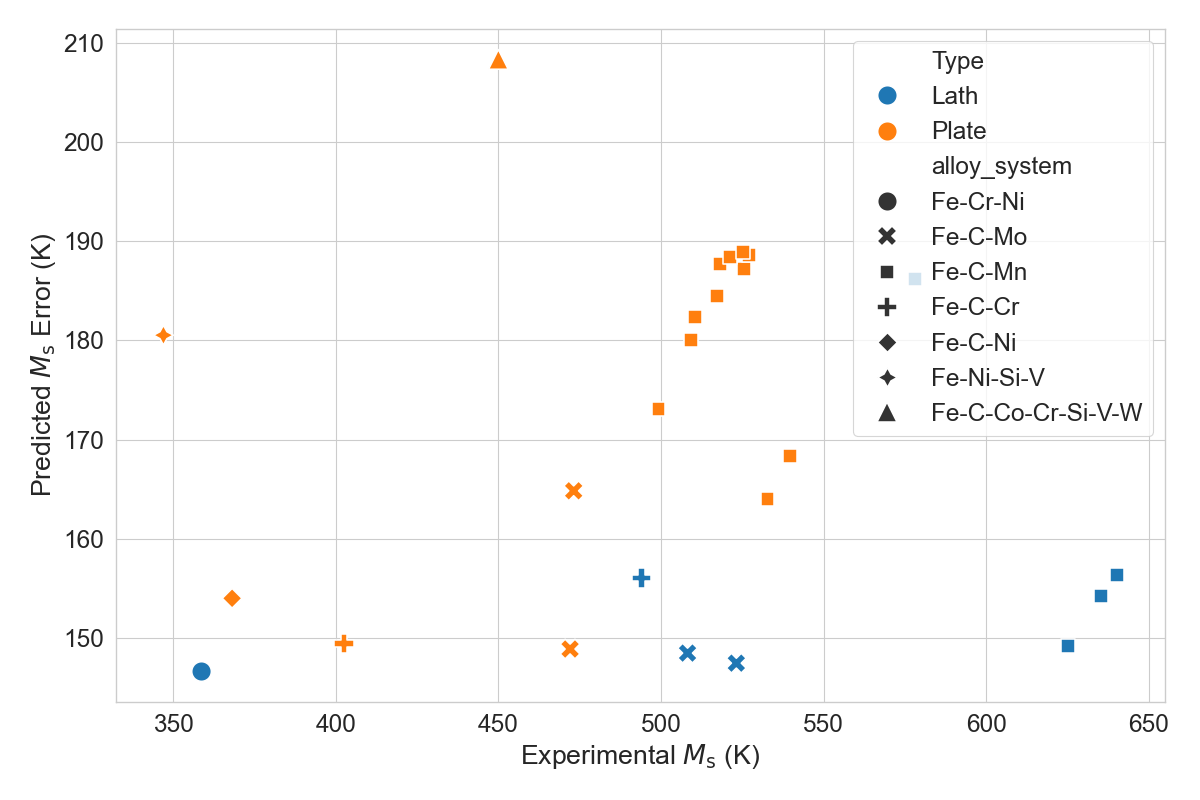 210
200
190
180
170
160
150
Predicted Ms Error (K)
350
400
450
500
550
600
650
Experimental Ms (K)
Type
Lath
Plate
alloy_system
Fe-Cr-Ni
Fe-C-Mo
Fe-C-Mn
Fe-C-Cr
Fe-C-Ni
Fe-Ni-Si-V
Fe-C-Co-Cr-Si-V-W